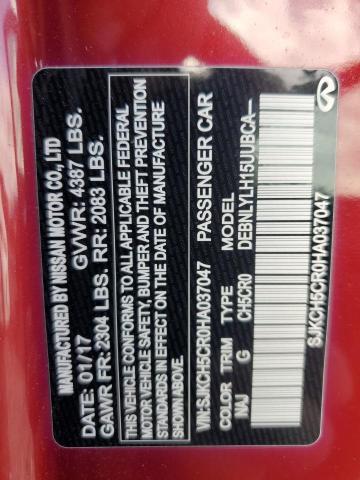 MANUFACTURED BY NISSAN MOTOR CO., LTD
DATE: 01/17 GVWR: 4387 LBS.
GAWR FR: 2304 LBS. RR: 2083 LBS.
THIS VEHICLE CONFORMS TO ALL APPLICABLE FEDERAL
MOTOR VEHICLE SAFETY, BUMPER AND THEFT PREVENTION
STANDARDS IN EFFECT ON THE DATE OF MANUFACTURE
VIN:SJKCH5CR0HA037047 PASSENGER CAR
COLOR TRIM TYPE MODEL
NAJ G CH5CR0 DEBNLYLH15UUBCA--
SJKCH5CR0HA037047